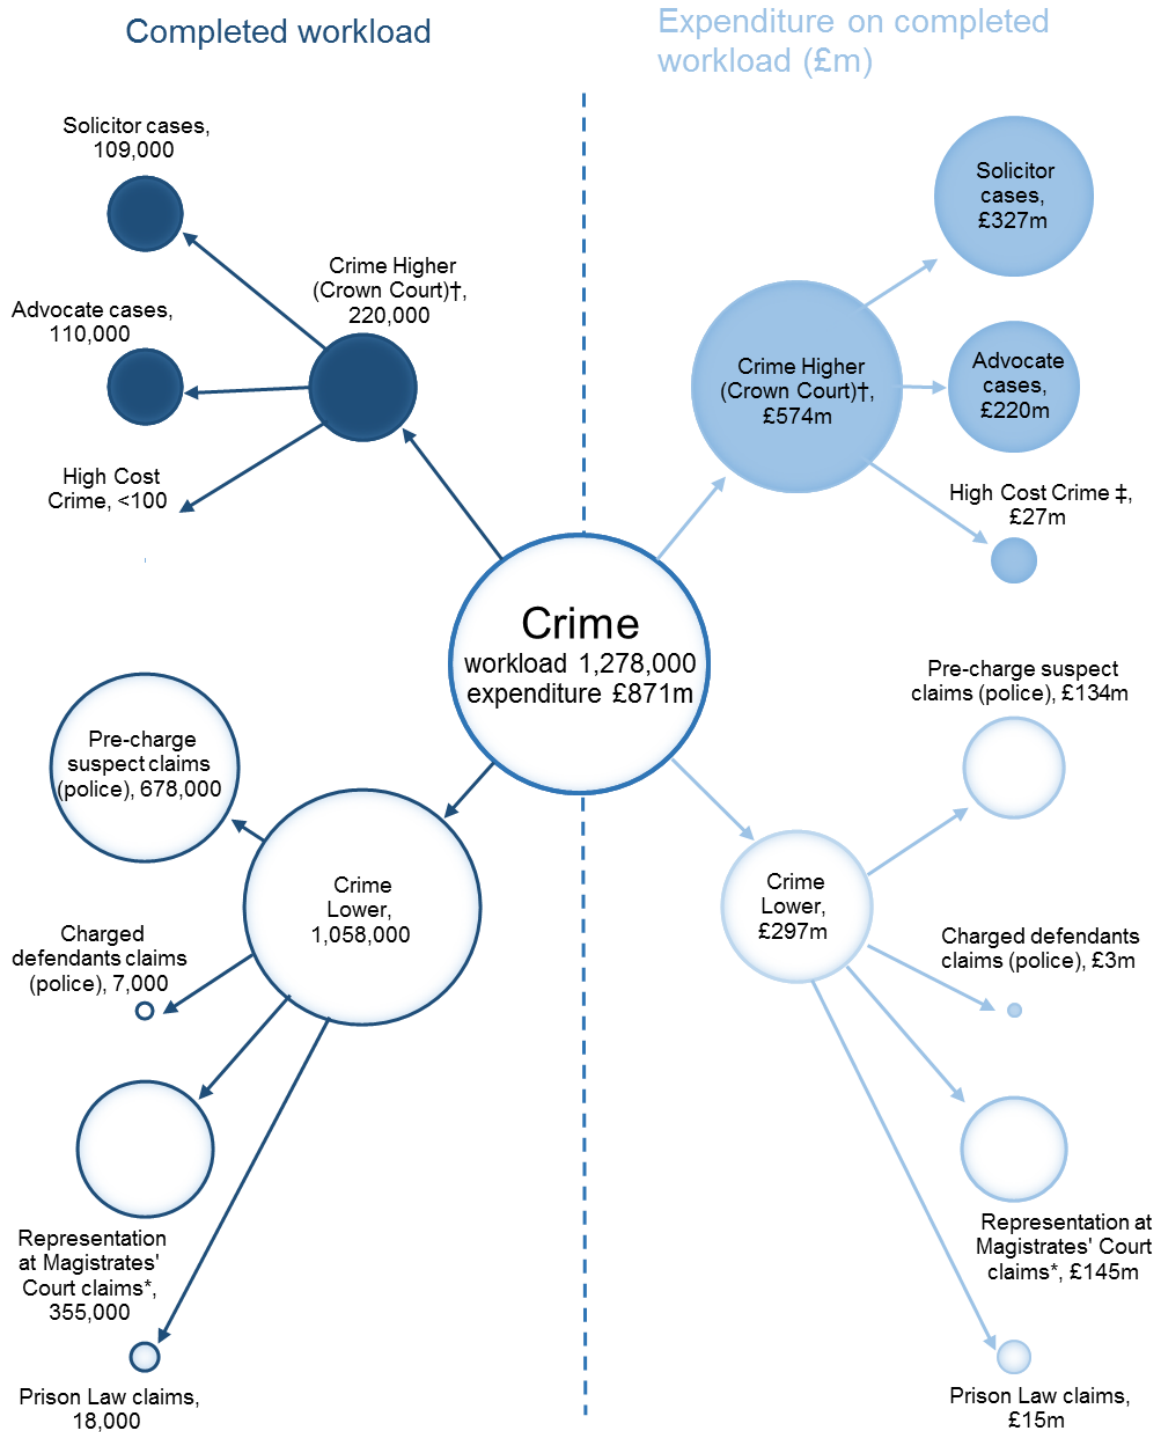 Completed workload
Expenditure on completed
workload (£m)
Solicitor cases,
109,000
Advocate cases,
110,000
Crime Higher
(Crown Court)†,
220,000
High Cost
Crime, <100
Solicitor
cases,
£327m
Crime Higher
(Crown Court)†,
£574m
Advocate
cases,
£220m
High Cost Crime ‡,
£27m
Crime
workload 1,278,000
expenditure £871m
Pre-charge
suspect claims
(police), 678,000
Crime
Lower,
1,058,000
Charged
defendants claims
(police), 7,000
Representation
at Magistrates'
Court claims*,
355,000
Prison Law claims,
18,000
Pre-charge suspect
claims (police), £134m
Crime
Lower,
£297m
Charged defendants
claims (police), £3m
Representation at
Magistrates' Court
claims*, £145m
Prison Law claims,
£15m